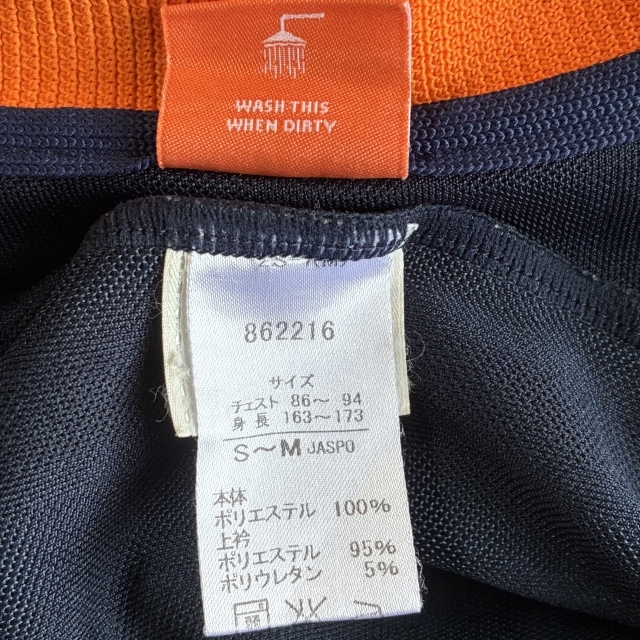 WASH THIS
WHEN DIRTY
862216
サイズ
チェスト 86～ 94
身長 163～173
S～M JASPO
本体
ポリエステル 100%
上衿
ポリエステル 95%
ポリウレタン 5%